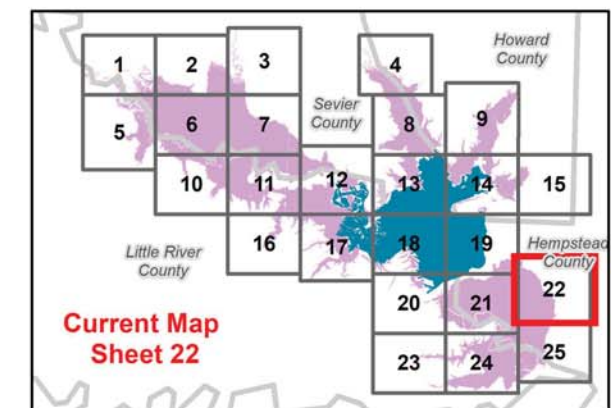 Howard
County
1
2
3
4
Sevier
County
5
6
7
8
9
10
11
12
13
14
15
Little River
County
16
17
18
19
Hempstead
County
20
21
22
Current Map
Sheet 22
23
24
25